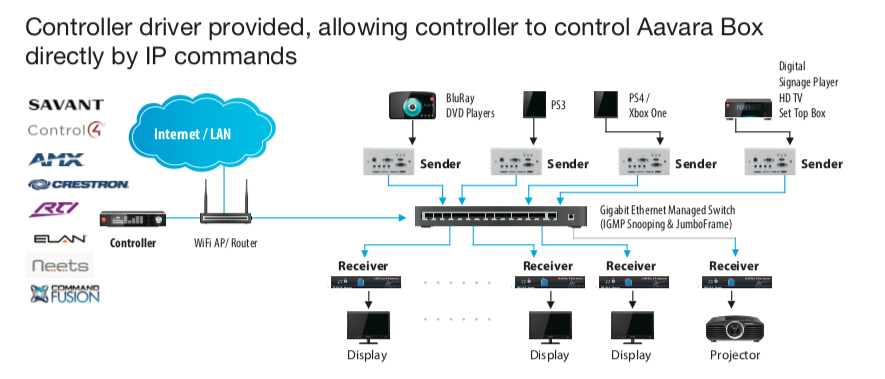 Controller driver provided, allowing controller to control Aavara Box
directly by IP commands
SAVANT
Control4
AMX
CRESTRON
RTI
ELAN
neets
COMMAND
FUSION
Internet / LAN
Controller
WiFi AP/ Router
BluRay
DVD Players
PS3
PS4 /
Xbox One
Digital
Signage Player
HD TV
Set Top Box
Sender
Sender
Sender
Sender
Gigabit Ethernet Managed Switch
(IGMP Snooping & JumboFrame)
Receiver
Receiver
Receiver
Receiver
Display
Display
Display
Projector